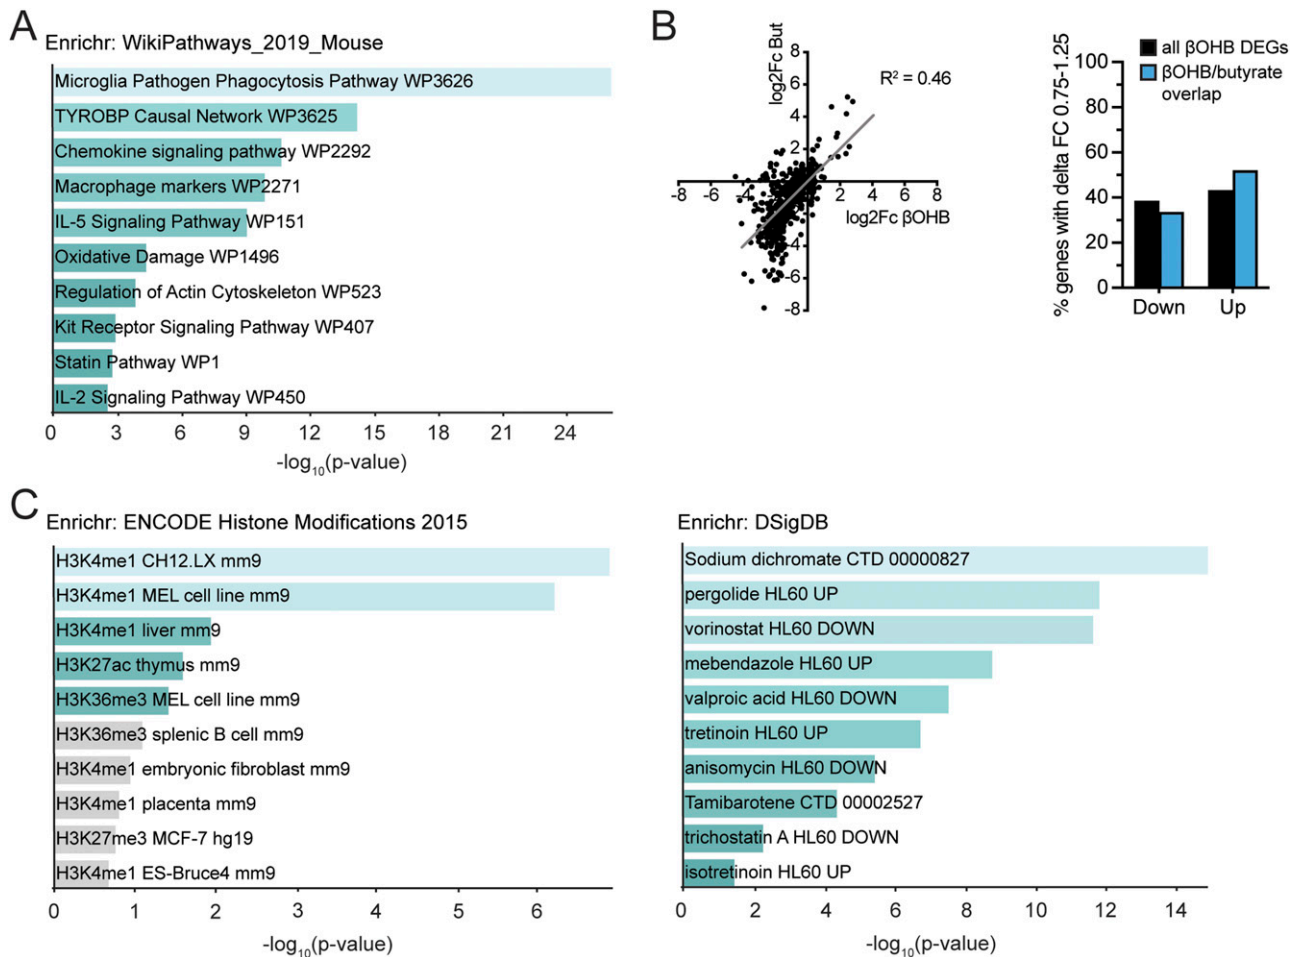 A
Enrichr: WikiPathways_2019_Mouse
Microglia Pathogen Phagocytosis Pathway WP3626
TYROBP Causal Network WP3625
Chemokine signaling pathway WP2292
Macrophage markers WP2271
IL-5 Signaling Pathway WP151
Oxidative Damage WP1496
Regulation of Actin Cytoskeleton WP523
Kit Receptor Signaling Pathway WP407
Statin Pathway WP1
IL-2 Signaling Pathway WP450
0 3 6 9 12 15 18 21 24
-log10(p-value)
B
log2Fc But
8
6
4
2
-8 -6 -4 2 4 6 8
-4
-6
-8
R² = 0.46
log2Fc βOHB
% genes with delta FC 0.75-1.25
100
80
60
40
20
0
Down Up
all βOHB DEGs
βOHB/butyrate
overlap
C
Enrichr: ENCODE Histone Modifications 2015
H3K4me1 CH12.LX mm9
H3K4me1 MEL cell line mm9
H3K4me1 liver mm9
H3K27ac thymus mm9
H3K36me3 MEL cell line mm9
H3K36me3 splenic B cell mm9
H3K4me1 embryonic fibroblast mm9
H3K4me1 placenta mm9
H3K27me3 MCF-7 hg19
H3K4me1 ES-Bruce4 mm9
0 1 2 3 4 5 6
-log10(p-value)
Enrichr: DSigDB
Sodium dichromate CTD 00000827
pergolide HL60 UP
vorinostat HL60 DOWN
mebendazole HL60 UP
valproic acid HL60 DOWN
tretinoin HL60 UP
anisomycin HL60 DOWN
Tamibarotene CTD 00002527
trichostatin A HL60 DOWN
isotretinoin HL60 UP
0 2 4 6 8 10 12 14
-log10(p-value)